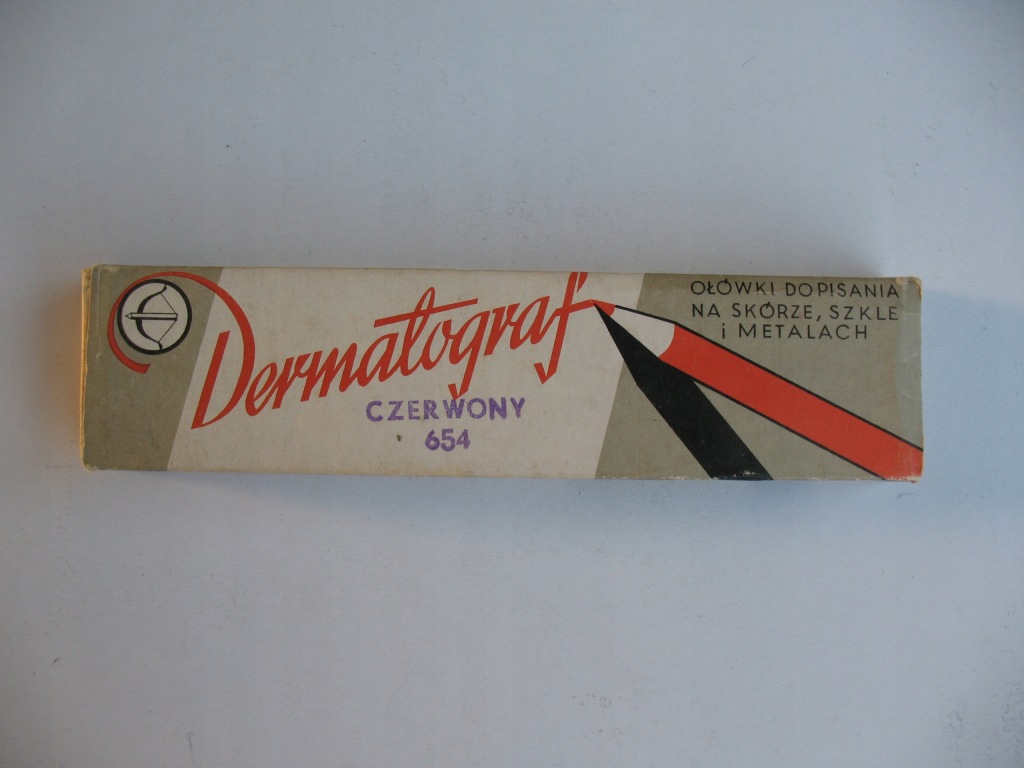 Dermatograf
CZERWONY
654
OŁÓWKI DO PISANIA
NA SKÓRZE, SZKLE
i METALACH